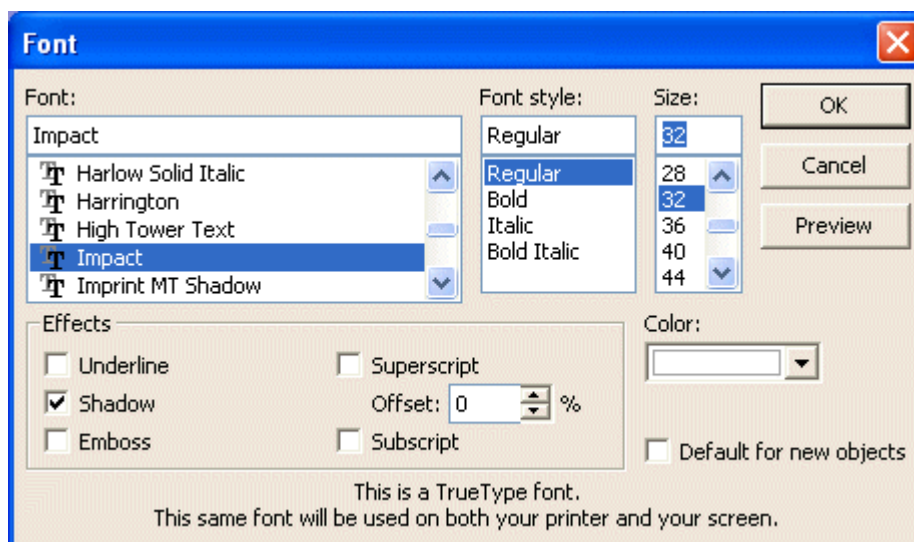 Font
Font: Font style: Size:
Impact Regular 32 OK
Harlow Solid Italic Regular 28 Cancel
Harrington Bold 32
High Tower Text Italic 36 Preview
Impact Bold Italic 40
Imprint MT Shadow 44
Effects Color:
Underline Superscript
Shadow Offset: 0 %
Emboss Subscript Default for new objects
This is a TrueType font.
This same font will be used on both your printer and your screen.